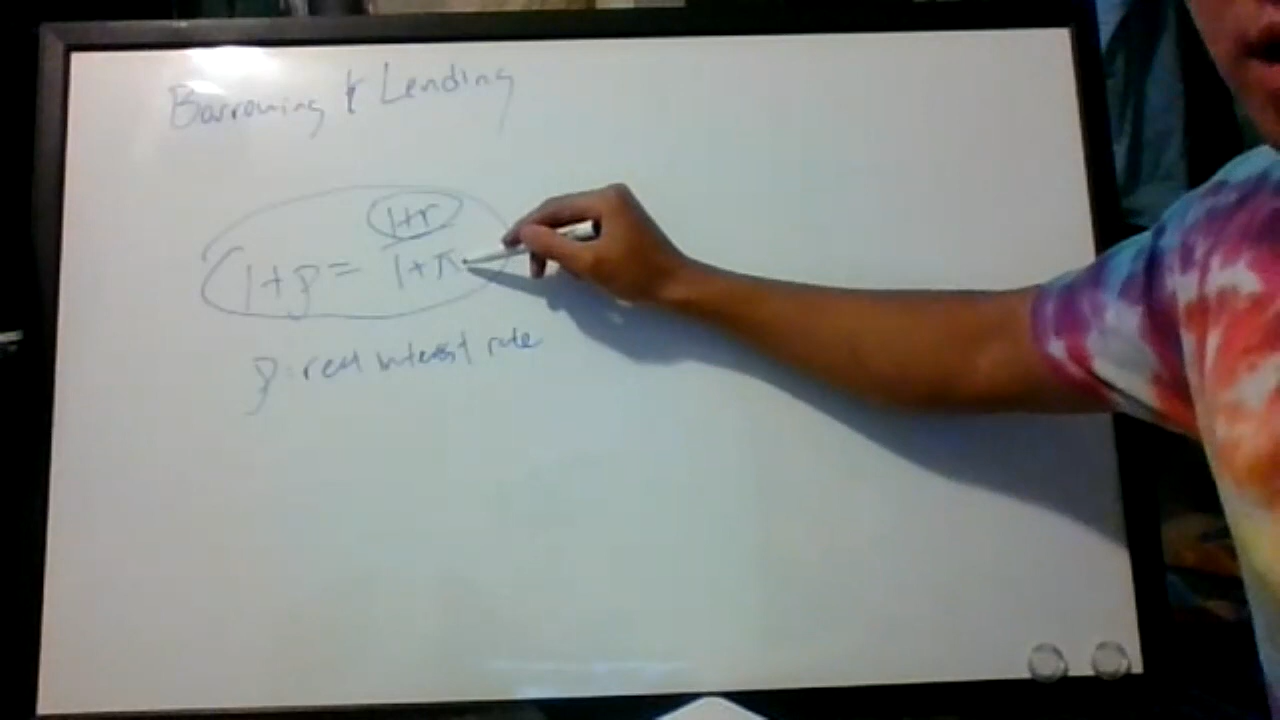 Borrowing & Lending
1+ρ = 1+r
1+π
ρ: real interest rate